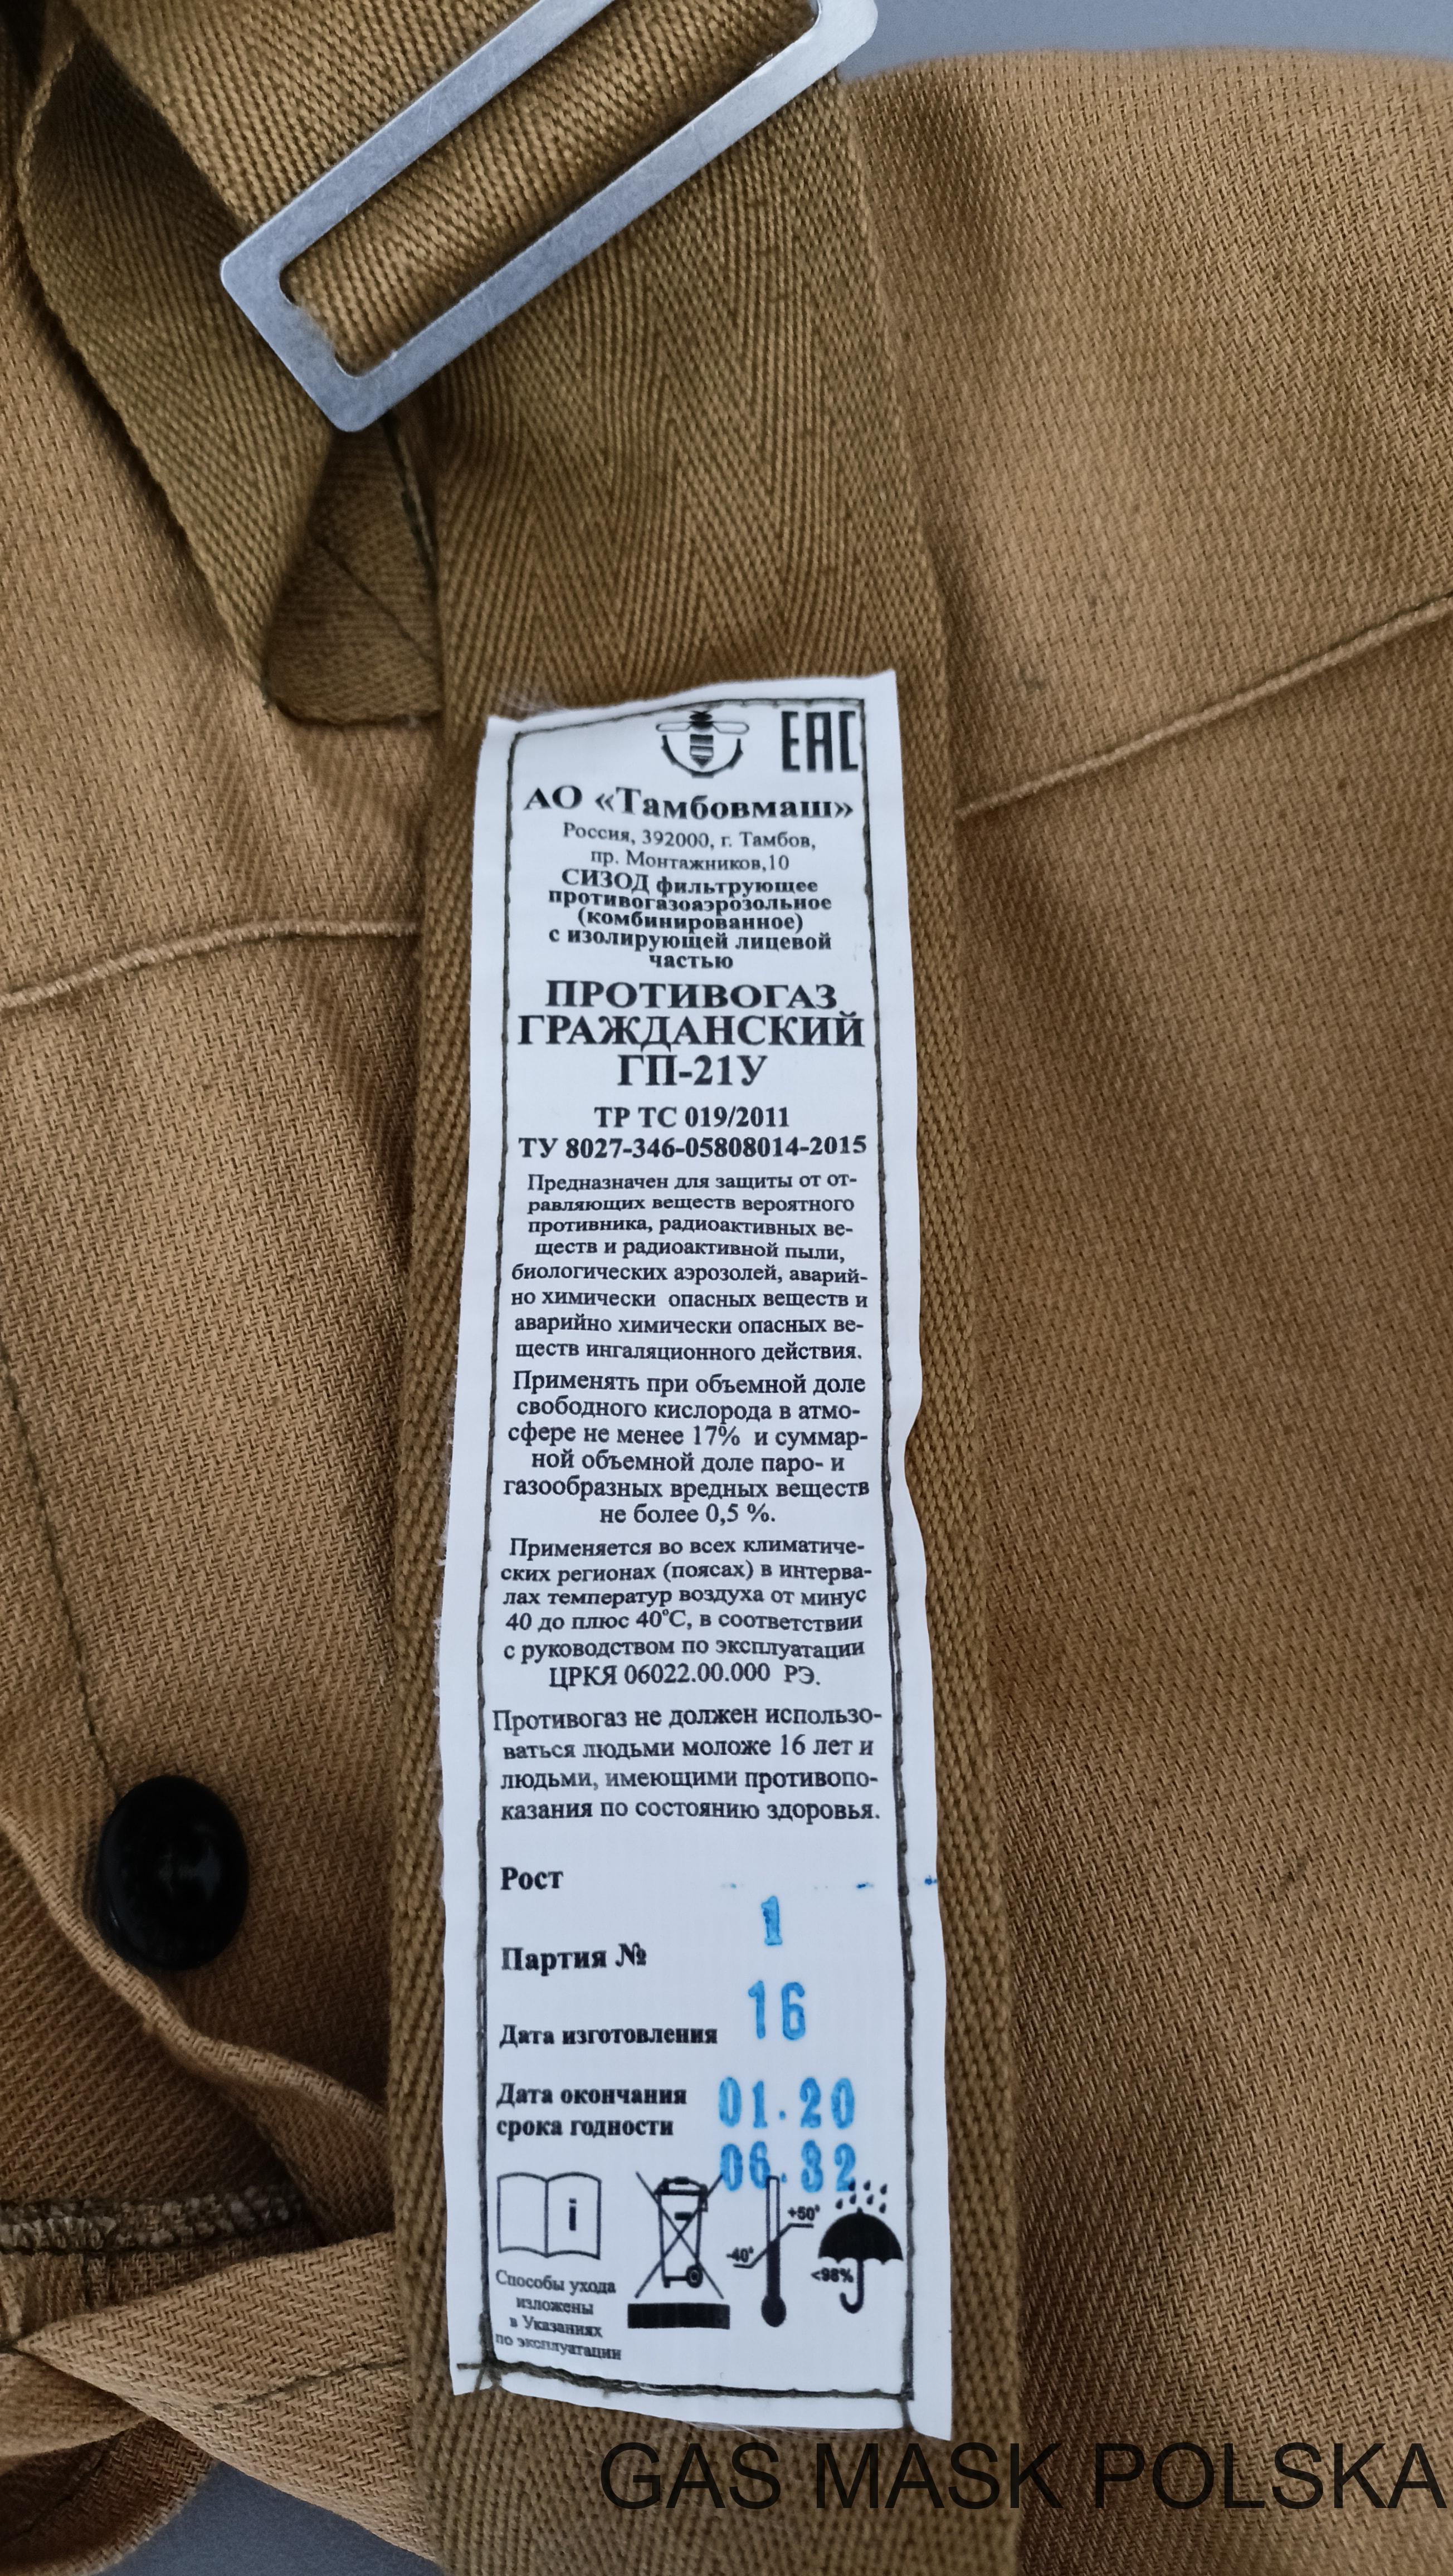 ЕАС
АО «Тамбовмаш»
Россия, 392000, г. Тамбов,
пр. Монтажников,10
СИЗОД фильтрующее
противогазоаэрозольное
(комбинированное)
с изолирующей лицевой
частью
ПРОТИВОГАЗ
ГРАЖДАНСКИЙ
ГП-21У
ТР ТС 019/2011
ТУ 8027-346-05808014-2015
Предназначен для защиты от от-
равляющих веществ вероятного
противника, радиоактивных ве-
ществ и радиоактивной пыли,
биологических аэрозолей, аварий-
но химически опасных веществ и
аварийно химически опасных ве-
ществ ингаляционного действия.
Применять при объемной доле
свободного кислорода в атмо-
сфере не менее 17% и суммар-
ной объемной доле паро- и
газообразных вредных веществ
не более 0,5 %.
Применяется во всех климатиче-
ских регионах (поясах) в интерва-
лах температур воздуха от минус
40 до плюс 40°С, в соответствии
с руководством по эксплуатации
ЦРКЯ 06022.00.000 РЭ.
Противогаз не должен использо-
ваться людьми моложе 16 лет и
людьми, имеющими противопо-
казания по состоянию здоровья.
Рост
1
Партия №
16
Дата изготовления
01.20
Дата окончания
срока годности
06.32
i
+50°
-40°
<98%
Способы ухода
изложены
в Указаниях
по эксплуатации
GAS MASK POLSKA